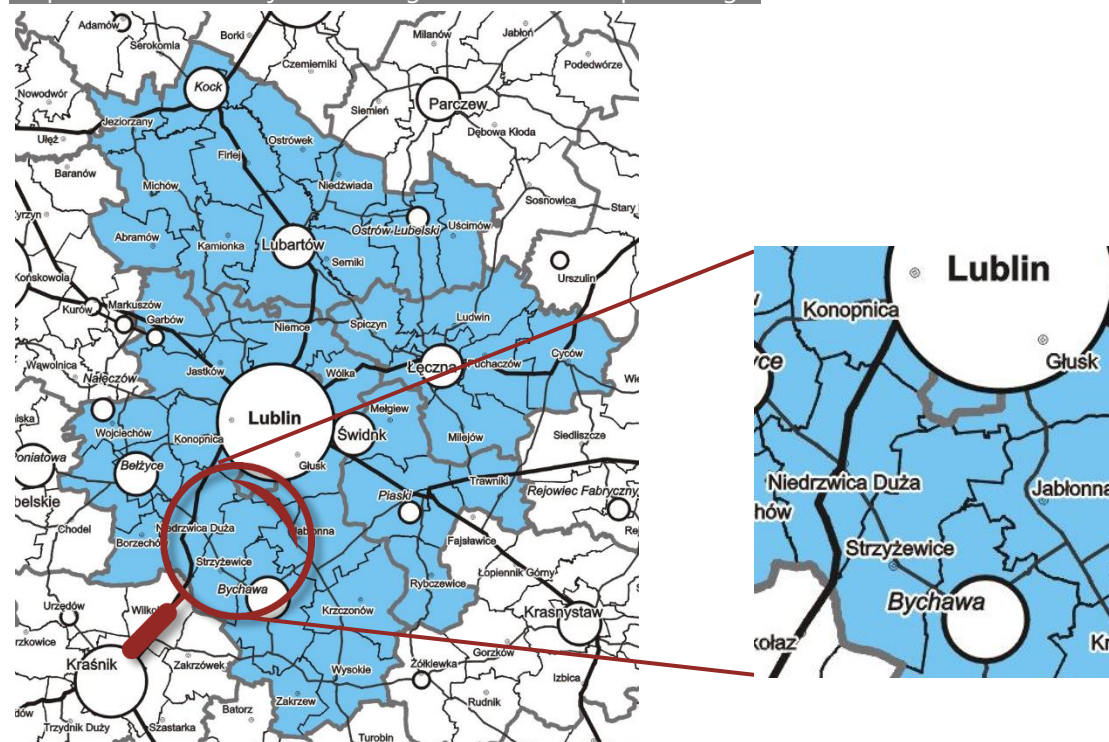 Adamów
Serokomla
Borki
Milanów
Jabłoń
Czemierniki
Podedwórze
Nowodwór
Kock
Siemień
Parczew
Jeziorzany
Dębowa Kłoda
Ułęż
Ostrówek
Firlej
Baranów
Michów
Niedźwiada
Sosnowica
Stary
Abramów
Ostrów Lubelski
Uścimów
Kamionka
Lubartów
Serniki
Końskowola
Urszulin
Markuszów
Kurów
Garbów
Niemce
Spiczyn
Ludwin
Wąwolnica
Nałęczów
Jastków
Wólka
Łęczna
Puchaczów
Cyców
Mełgiew
Lublin
Wojciechów
Konopnica
Świdnk
Milejów
Siedliszcze
Poniatowa
Bełżyce
Głusk
Trawniki
Piaski
Rejowiec Fabryczny
Chodel
Niedrzwica Duża
Jabłonna
Borzechów
Fajsławice
Strzyżewice
Łopiennik Górny
Bychawa
Rybczewice
Urzędów
Krzczonów
Krasnystaw
Kraśnik
Zakrzówek
Gorzków
Wysokie
Żółkiewka
Izbica
Zakrzew
Rudnik
Batorz
Trzydnik Duży
Szastarka
Turobin
Lublin
Konopnica
Głusk
Niedrzwica Duża
Jabłonna
Strzyżewice
Bychawa